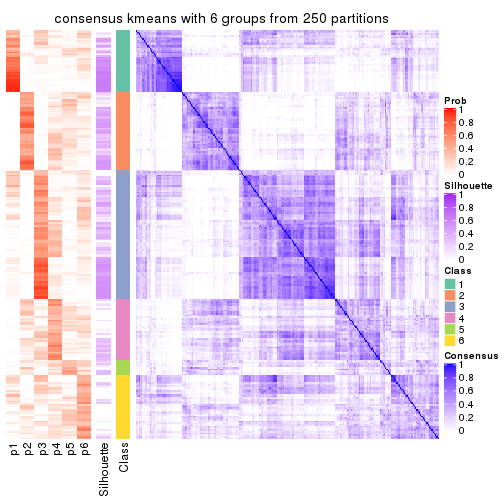 consensus kmeans with 6 groups from 250 partitions
Prob
1
0.8
0.6
0.4
0.2
0
Silhouette
1
0.8
0.6
0.4
0.2
0
Class
1
2
3
4
5
6
Consensus
1
0.8
0.6
0.4
0.2
0
p1
p2
p3
p4
p5
p6
Silhouette
Class